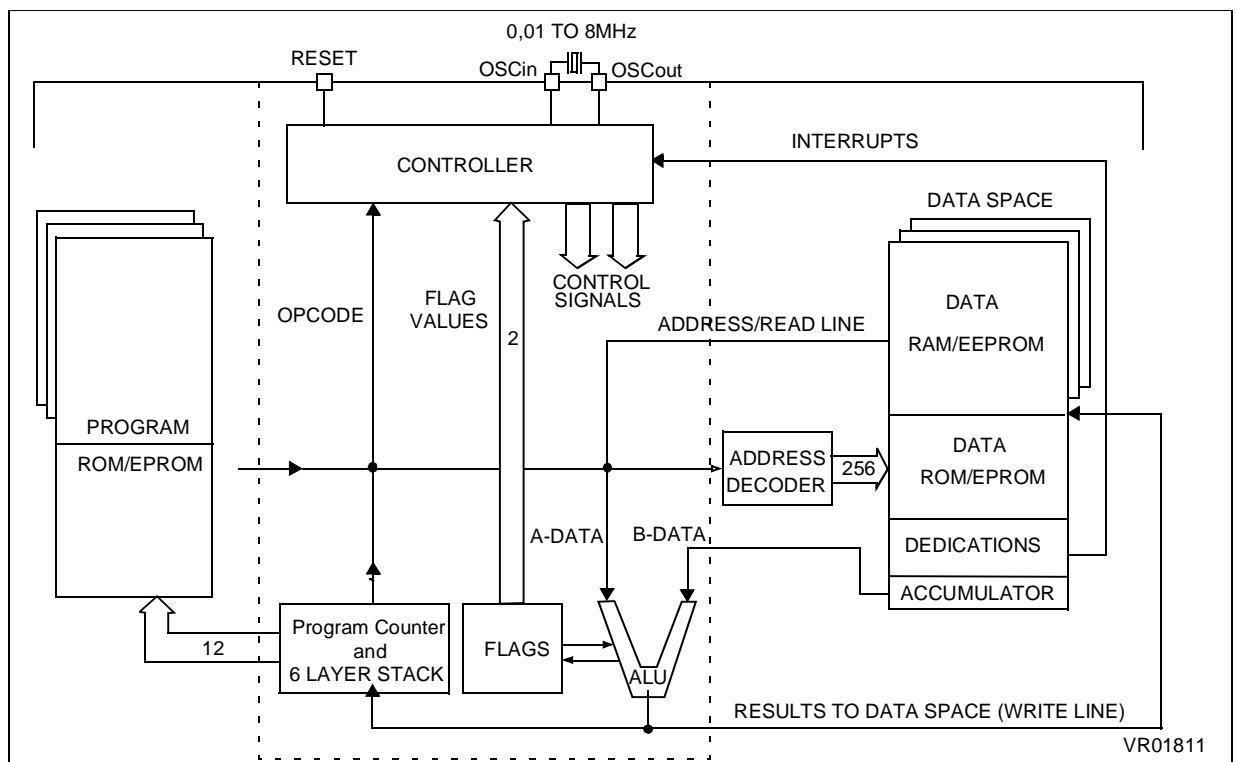 0,01 TO 8MHz
RESET
OSCin
OSCout
INTERRUPTS
CONTROLLER
DATA SPACE
OPCODE
FLAG
VALUES
2
CONTROL
SIGNALS
ADDRESS/READ LINE
DATA
RAM/EEPROM
PROGRAM
ROM/EPROM
ADDRESS
DECODER
256
DATA
ROM/EPROM
A-DATA
B-DATA
DEDICATIONS
ACCUMULATOR
12
Program Counter
and
6 LAYER STACK
FLAGS
ALU
RESULTS TO DATA SPACE (WRITE LINE)
VR01811